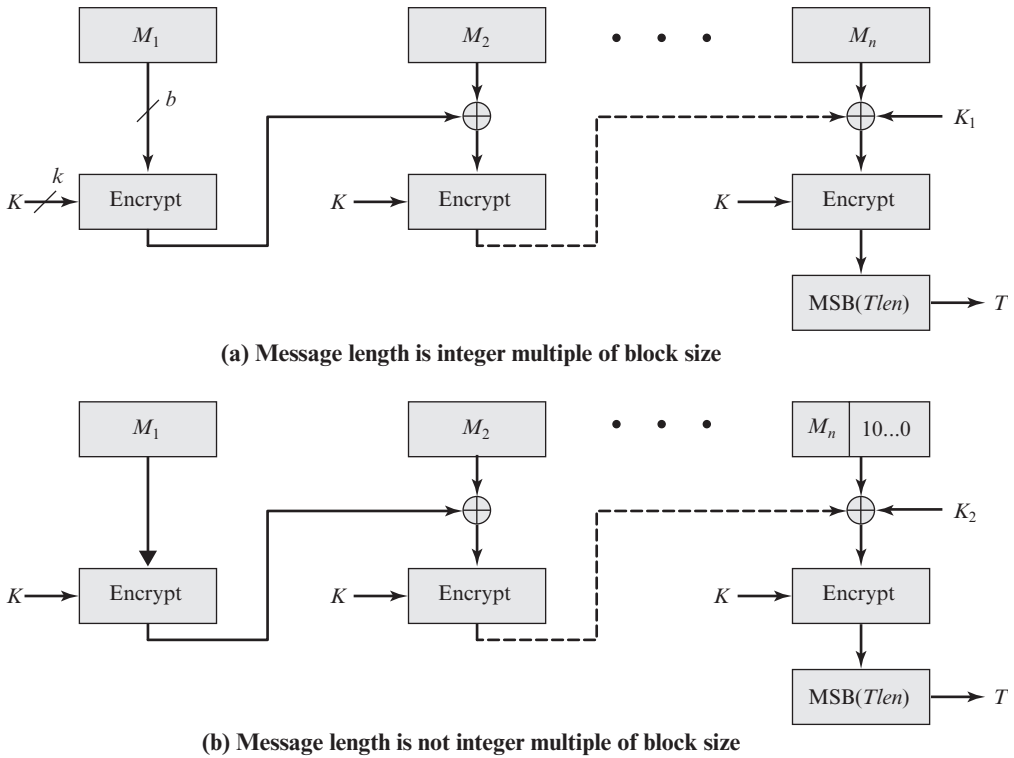 M1 M2 • • • Mn
b
K1
k
K Encrypt K Encrypt K Encrypt
MSB(Tlen) T
(a) Message length is integer multiple of block size
M1 M2 • • • Mn 10...0
K2
K Encrypt K Encrypt K Encrypt
MSB(Tlen) T
(b) Message length is not integer multiple of block size